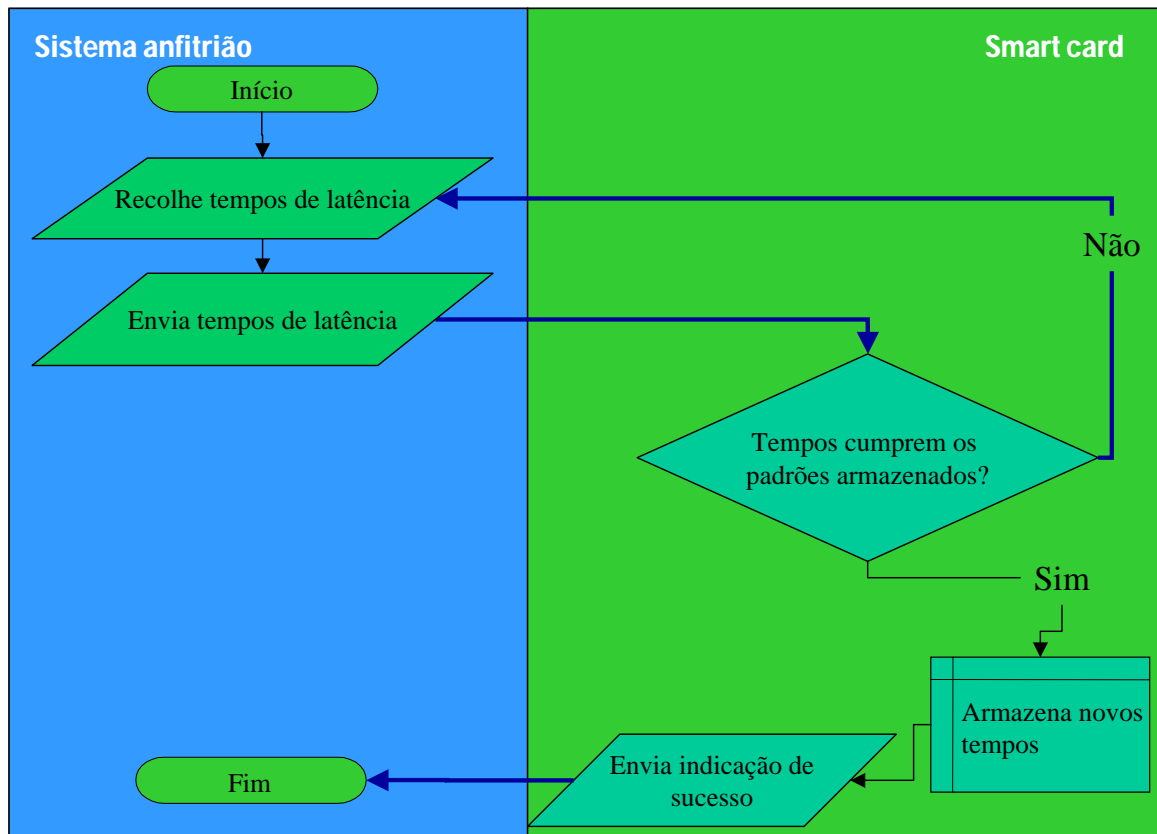 Sistema anfitrião
Smart card
Início
Recolhe tempos de latência
Não
Envia tempos de latência
Tempos cumprem os
padrões armazenados?
Sim
Armazena novos
tempos
Envia indicação de
sucesso
Fim